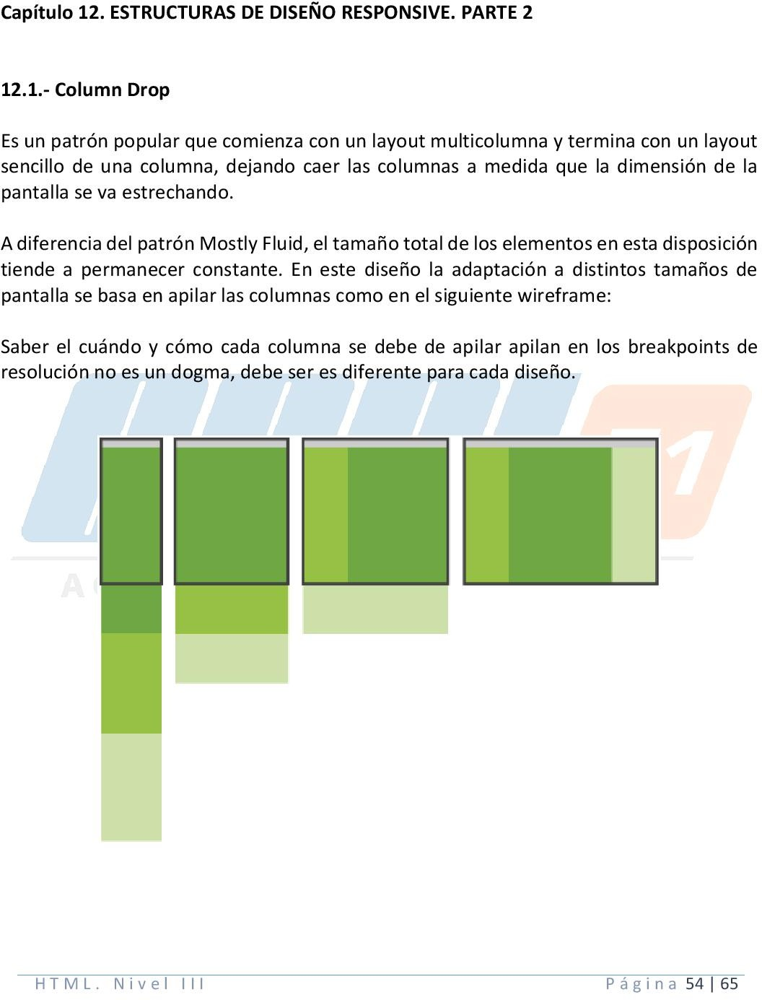 Capítulo 12. ESTRUCTURAS DE DISEÑO RESPONSIVE. PARTE 2
12.1.- Column Drop
Es un patrón popular que comienza con un layout multicolumna y termina con un layout
sencillo de una columna, dejando caer las columnas a medida que la dimensión de la
pantalla se va estrechando.
A diferencia del patrón Mostly Fluid, el tamaño total de los elementos en esta disposición
tiende a permanecer constante. En este diseño la adaptación a distintos tamaños de
pantalla se basa en apilar las columnas como en el siguiente wireframe:
Saber el cuándo y cómo cada columna se debe de apilar apilan en los breakpoints de
resolución no es un dogma, debe ser es diferente para cada diseño.
HTML. Nivel III
Página 54 | 65